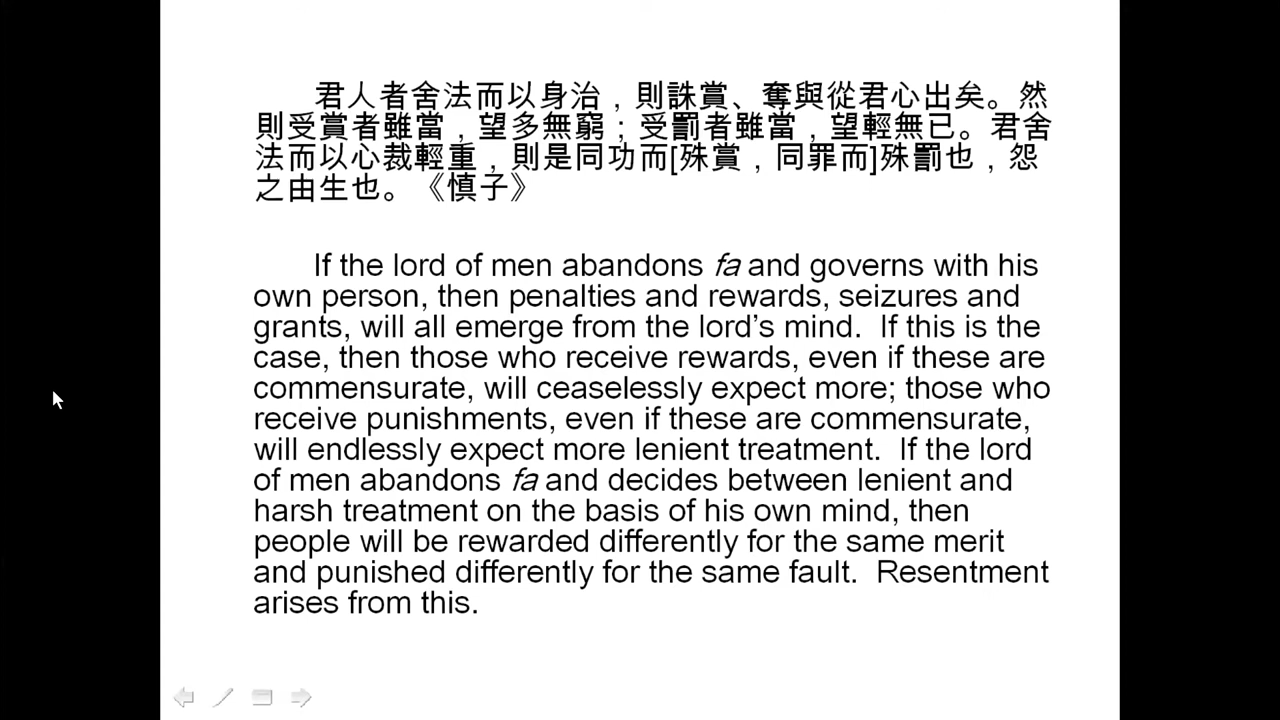 君人者舍法而以身治，則誅賞、奪與從君心出矣。然
則受賞者雖當，望多無窮；受罰者雖當，望輕無已。君舍
法而以心裁輕重，則是同功而[殊賞，同罪而]殊罰也，怨
之由生也。《慎子》
If the lord of men abandons fa and governs with his
own person, then penalties and rewards, seizures and
grants, will all emerge from the lord’s mind.  If this is the
case, then those who receive rewards, even if these are
commensurate, will ceaselessly expect more; those who
receive punishments, even if these are commensurate,
will endlessly expect more lenient treatment.  If the lord
of men abandons fa and decides between lenient and
harsh treatment on the basis of his own mind, then
people will be rewarded differently for the same merit
and punished differently for the same fault.  Resentment
arises from this.